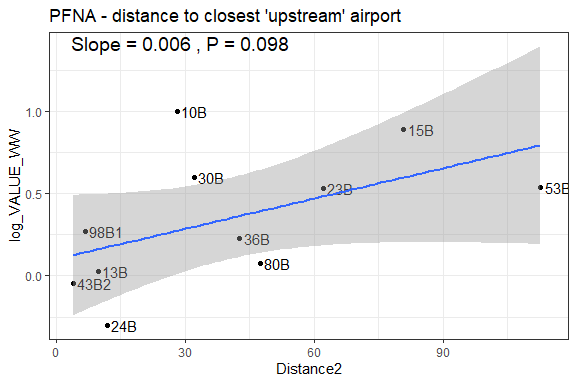 PFNA - distance to closest 'upstream' airport
Slope = 0.006 , P = 0.098
log_VALUE_WW
1.0
0.5
0.0
10B
15B
30B
23B
53B
98B1
36B
80B
13B
43B2
24B
0
30
60
90
Distance2